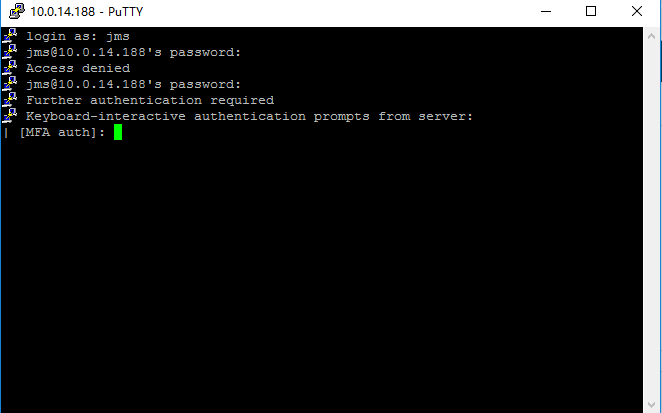 10.0.14.188 - PuTTY
login as: jms
jms@10.0.14.188's password:
Access denied
jms@10.0.14.188's password:
Further authentication required
Keyboard-interactive authentication prompts from server:
| [MFA auth]: